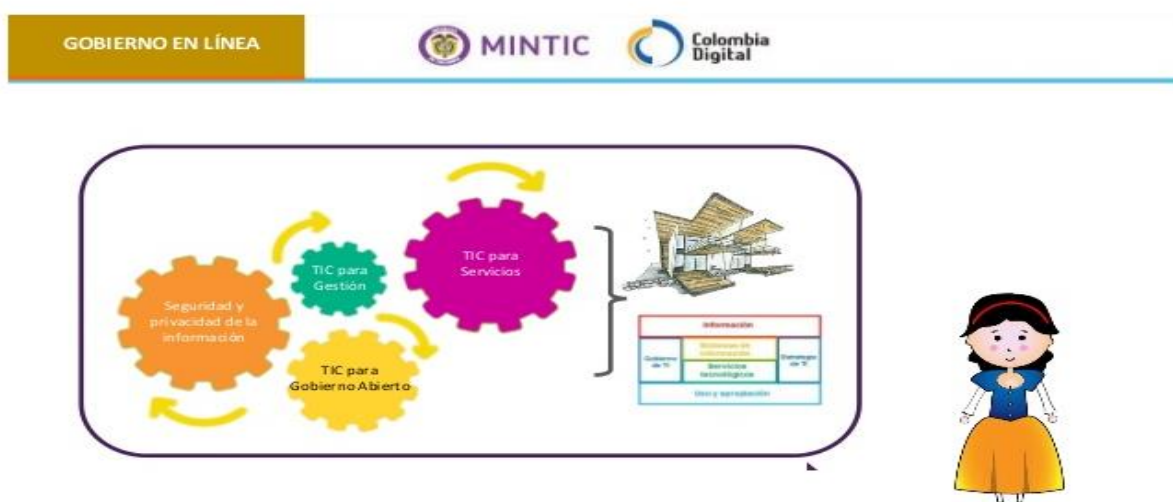 GOBIERNO EN LÍNEA
MINTIC
Colombia
Digital
TIC para
Servicios
TIC para
Gestión
Seguridad y
privacidad de la
información
TIC para
Gobierno Abierto
Información
Gobierno
de TI
Sistemas de
información
Servicios
tecnológicos
Estrategia
de TI
Uso y apropiación